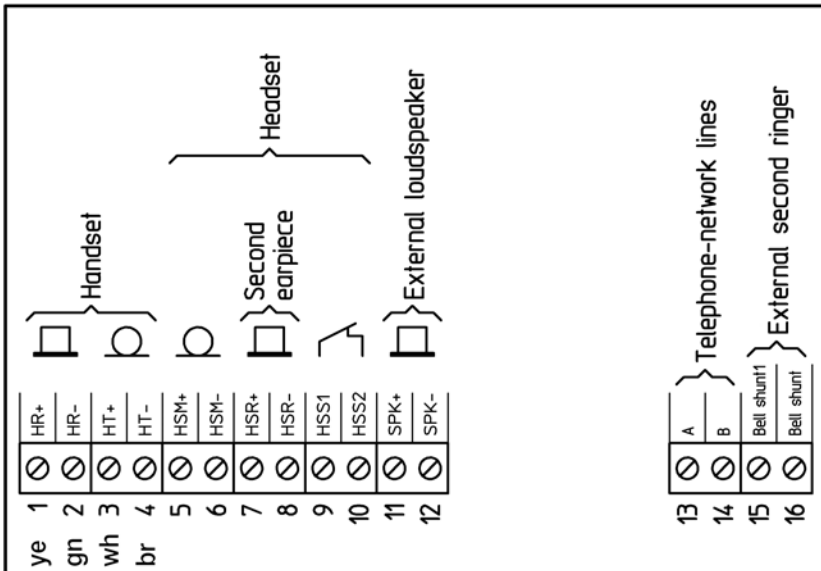 Headset
Handset
Second
earpiece
External loudspeaker
Telephone-network lines
External second ringer
HR+
HR-
HT+
HT-
HSM+
HSM-
HSR+
HSR-
HSS1
HSS2
SPK+
SPK-
A
B
Bell shunt1
Bell shunt
1
2
3
4
5
6
7
8
9
10
11
12
13
14
15
16
ye
gn
wh
br